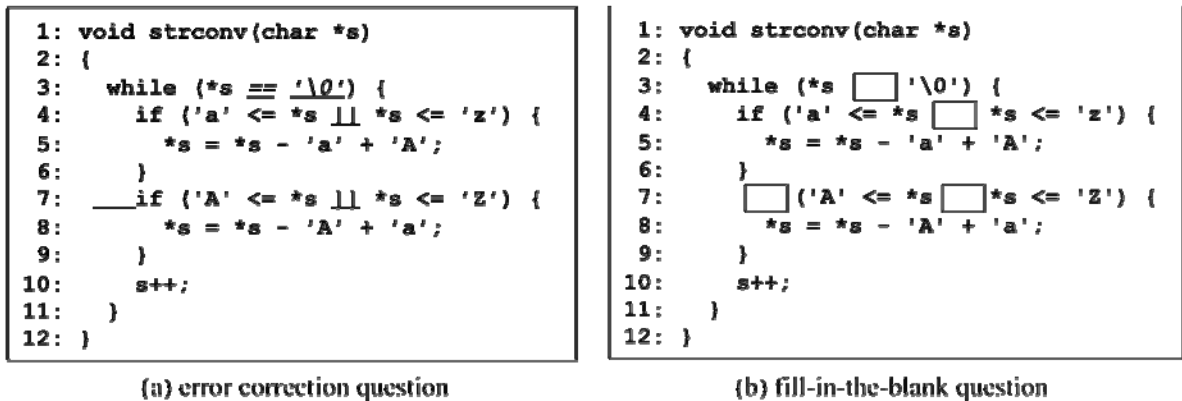 1: void strconv(char *s)
2: {
3: while (*s == '\0') {
4: if ('a' <= *s || *s <= 'z') {
5: *s = *s - 'a' + 'A';
6: }
7: if ('A' <= *s || *s <= 'Z') {
8: *s = *s - 'A' + 'a';
9: }
10: s++;
11: }
12: }
(a) error correction question
1: void strconv(char *s)
2: {
3: while (*s '\0') {
4: if ('a' <= *s *s <= 'z') {
5: *s = *s - 'a' + 'A';
6: }
7: ('A' <= *s *s <= 'Z') {
8: *s = *s - 'A' + 'a';
9: }
10: s++;
11: }
12: }
(b) fill-in-the-blank question